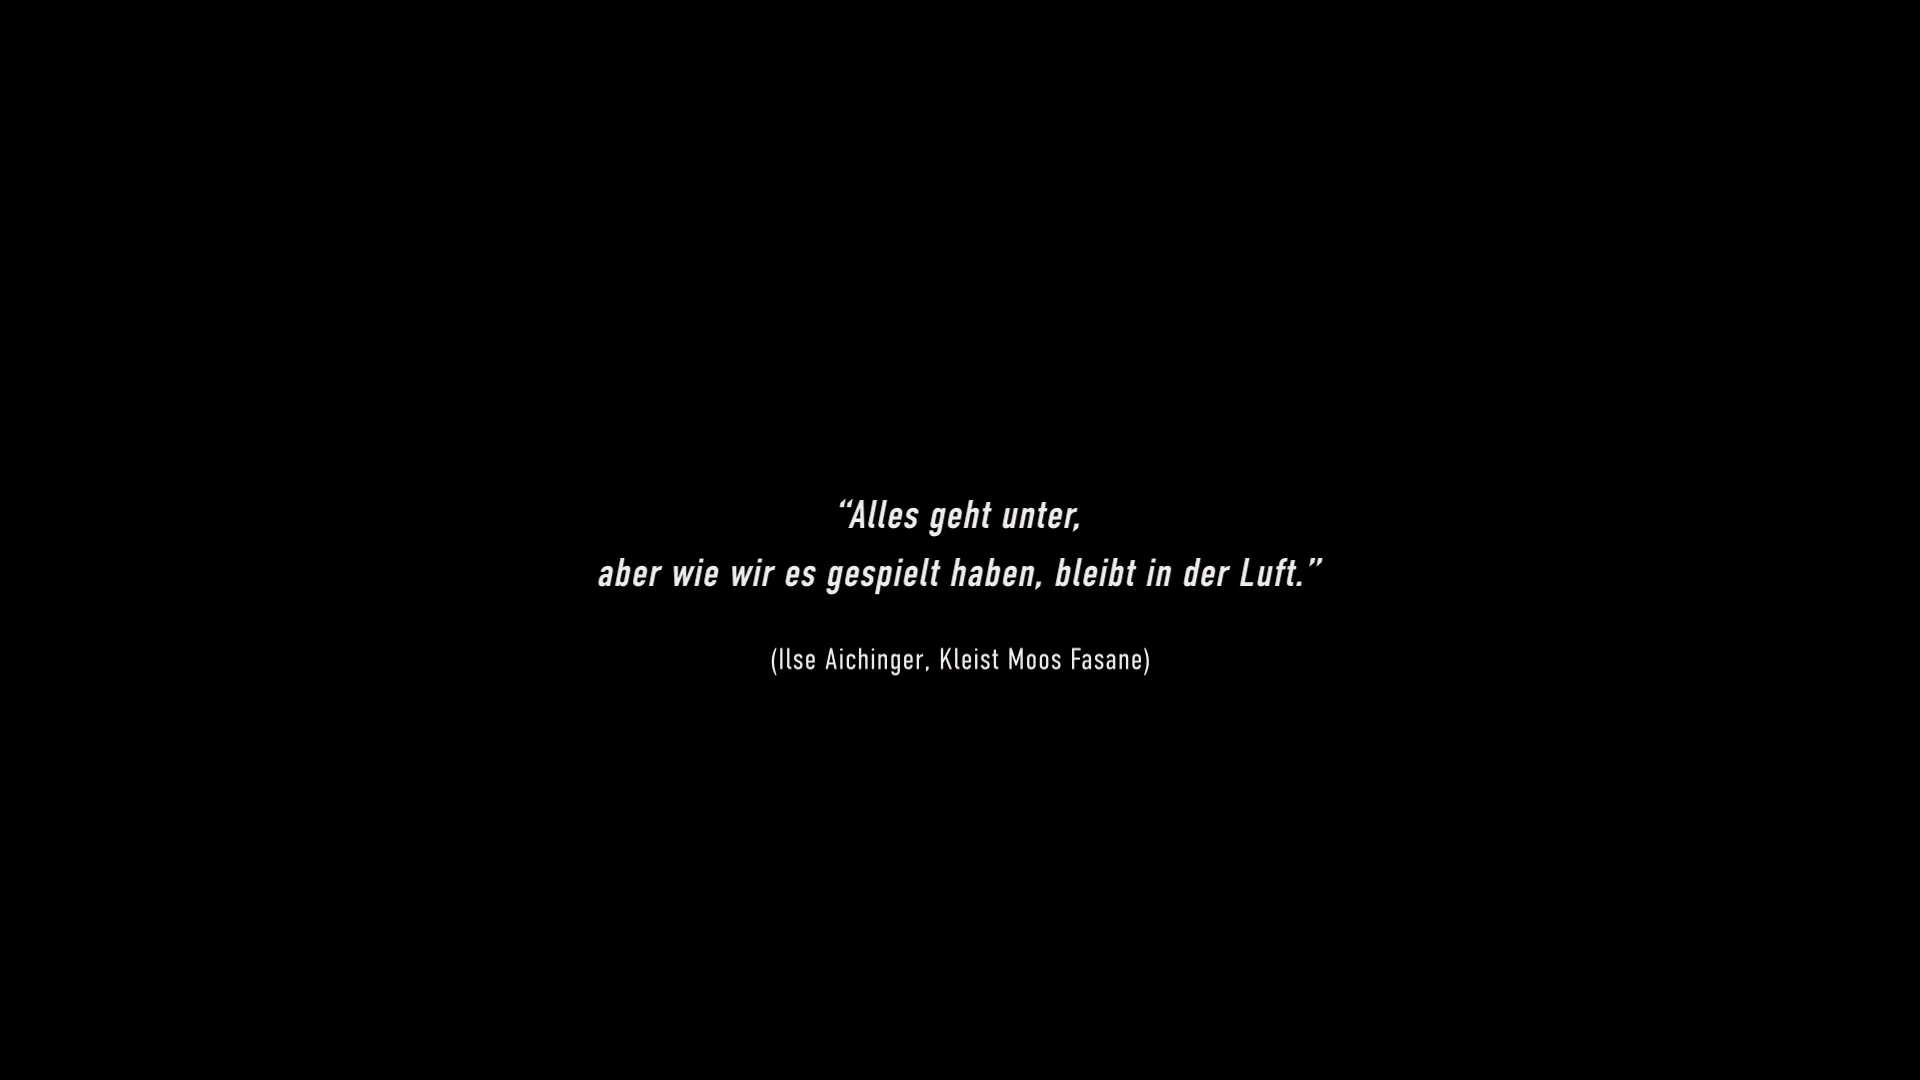 “Alles geht unter,
aber wie wir es gespielt haben, bleibt in der Luft.”
(Ilse Aichinger, Kleist Moos Fasane)